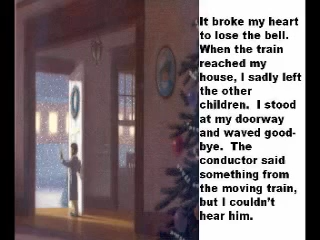 It broke my heart
to lose the bell.
When the train
reached my
house, I sadly left
the other
children.  I stood
at my doorway
and waved good-
bye.  The
conductor said
something from
the moving train,
but I couldn't
hear him.